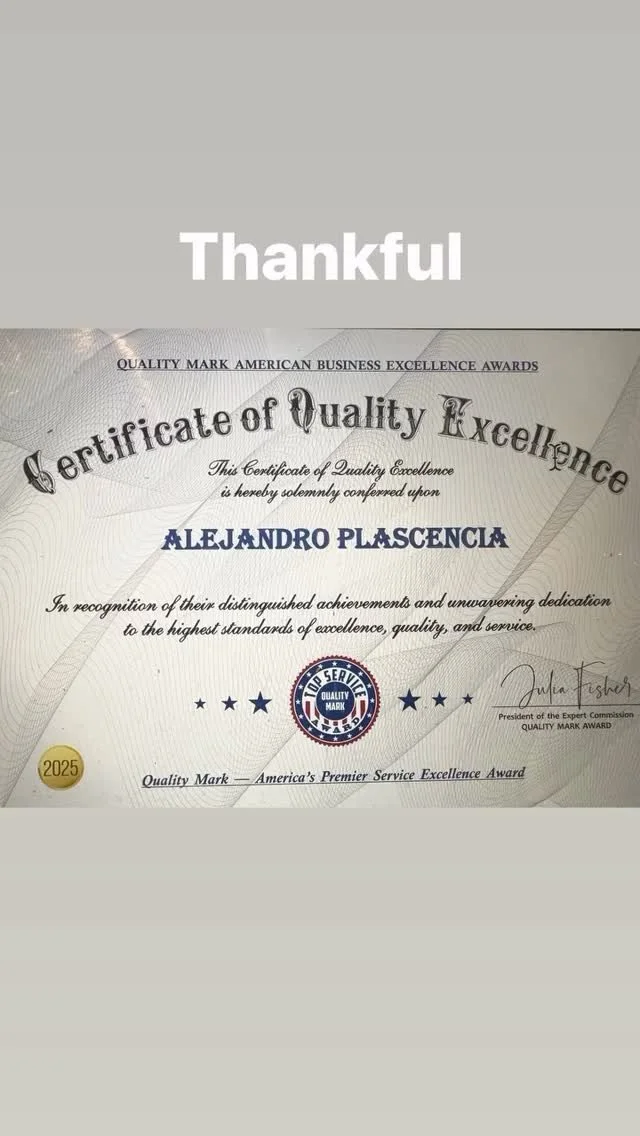 Thankful
QUALITY MARK AMERICAN BUSINESS EXCELLENCE AWARDS
Certificate of Quality Excellence
This Certificate of Quality Excellence
is hereby solemnly conferred upon
ALEJANDRO PLASCENCIA
In recognition of their distinguished achievements and unwavering dedication
to the highest standards of excellence, quality, and service.
TOP SERVICE
QUALITY
MARK
AWARD
Julia Fisher
President of the Expert Commission
QUALITY MARK AWARD
2025
Quality Mark — America's Premier Service Excellence Award